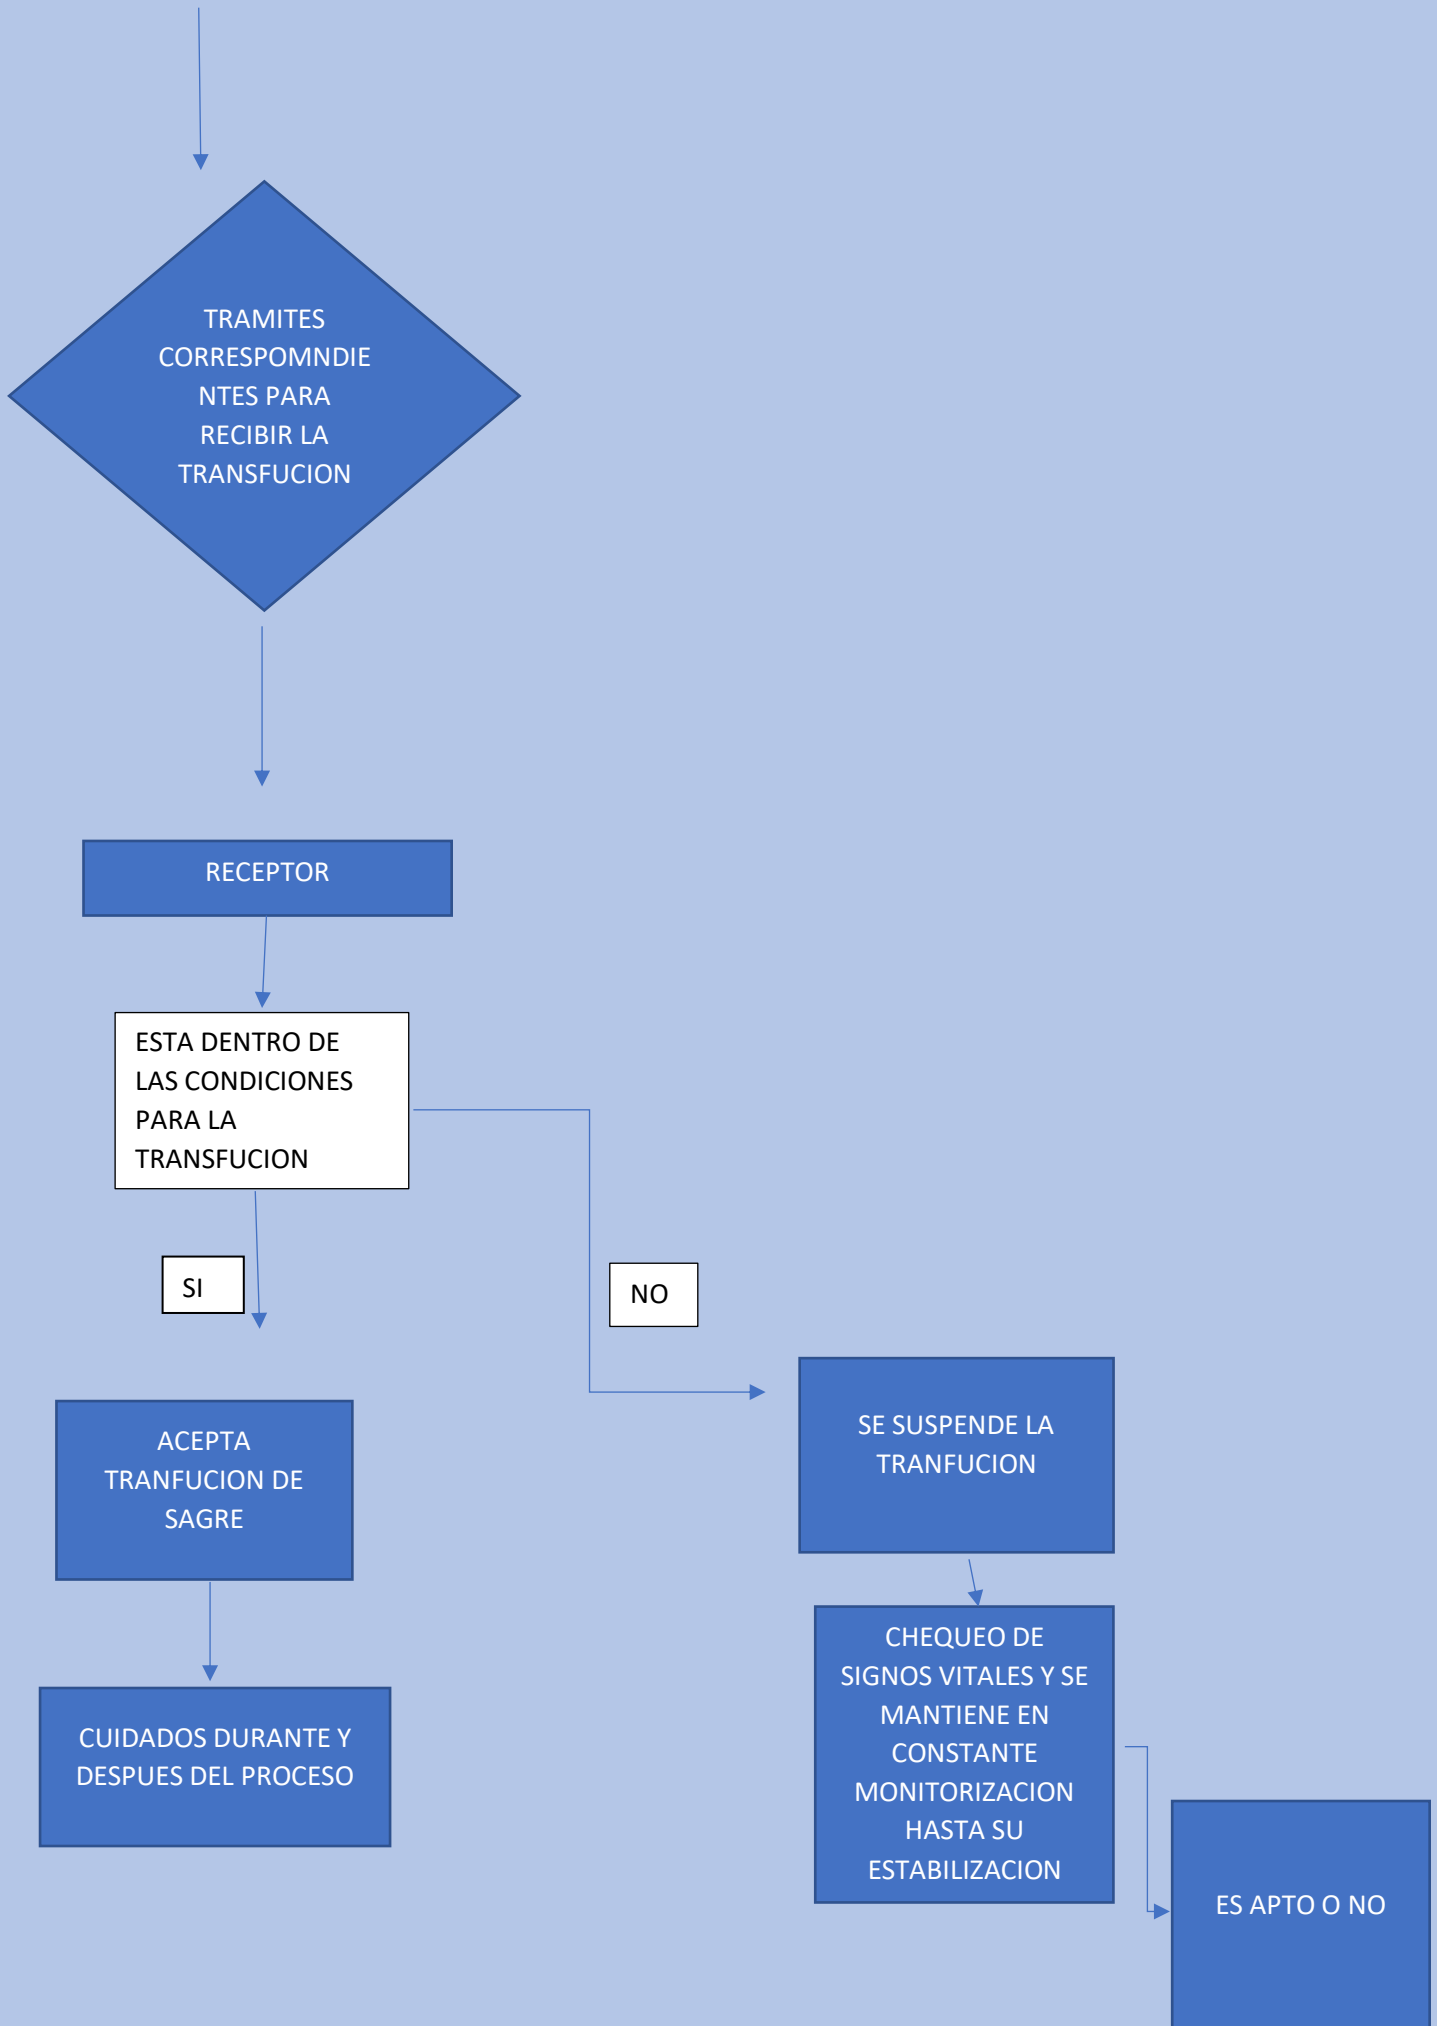 TRAMITES
CORRESPOMNDIE
NTES PARA
RECIBIR LA
TRANSFUCION
RECEPTOR
ESTA DENTRO DE
LAS CONDICIONES
PARA LA
TRANSFUCION
SI
NO
ACEPTA
TRANFUCION DE
SAGRE
SE SUSPENDE LA
TRANFUCION
CUIDADOS DURANTE Y
DESPUES DEL PROCESO
CHEQUEO DE
SIGNOS VITALES Y SE
MANTIENE EN
CONSTANTE
MONITORIZACION
HASTA SU
ESTABILIZACION
ES APTO O NO